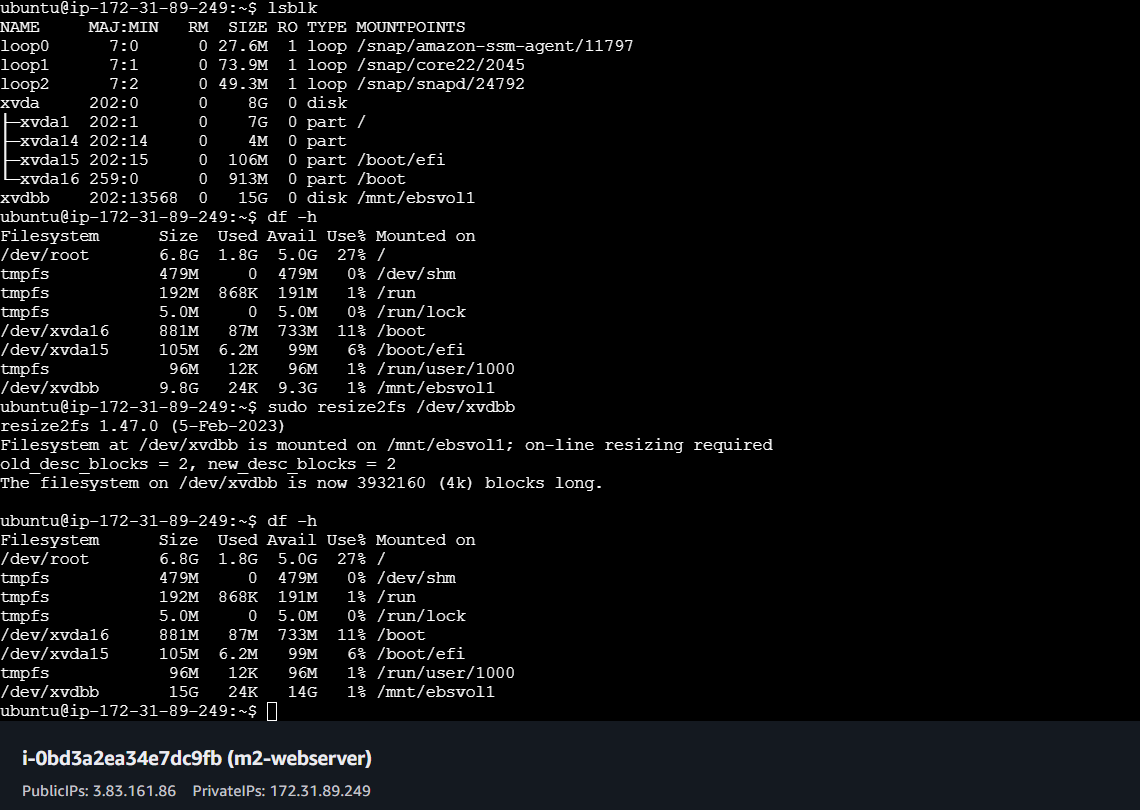 ubuntu@ip-172-31-89-249:~$ lsblk
NAME     MAJ:MIN   RM  SIZE RO TYPE MOUNTPOINTS
loop0      7:0      0 27.6M  1 loop /snap/amazon-ssm-agent/11797
loop1      7:1      0 73.9M  1 loop /snap/core22/2045
loop2      7:2      0 49.3M  1 loop /snap/snapd/24792
xvda     202:0      0    8G  0 disk
├─xvda1  202:1      0    7G  0 part /
├─xvda14 202:14     0    4M  0 part
├─xvda15 202:15     0  106M  0 part /boot/efi
└─xvda16 259:0      0  913M  0 part /boot
xvdbb    202:13568  0   15G  0 disk /mnt/ebsvol1
ubuntu@ip-172-31-89-249:~$ df -h
Filesystem      Size  Used Avail Use% Mounted on
/dev/root       6.8G  1.8G  5.0G  27% /
tmpfs           479M     0  479M   0% /dev/shm
tmpfs           192M  868K  191M   1% /run
tmpfs           5.0M     0  5.0M   0% /run/lock
/dev/xvda16     881M   87M  733M  11% /boot
/dev/xvda15     105M  6.2M   99M   6% /boot/efi
tmpfs            96M   12K   96M   1% /run/user/1000
/dev/xvdbb      9.8G   24K  9.3G   1% /mnt/ebsvol1
ubuntu@ip-172-31-89-249:~$ sudo resize2fs /dev/xvdbb
resize2fs 1.47.0 (5-Feb-2023)
Filesystem at /dev/xvdbb is mounted on /mnt/ebsvol1; on-line resizing required
old_desc_blocks = 2, new_desc_blocks = 2
The filesystem on /dev/xvdbb is now 3932160 (4k) blocks long.
ubuntu@ip-172-31-89-249:~$ df -h
Filesystem      Size  Used Avail Use% Mounted on
/dev/root       6.8G  1.8G  5.0G  27% /
tmpfs           479M     0  479M   0% /dev/shm
tmpfs           192M  868K  191M   1% /run
tmpfs           5.0M     0  5.0M   0% /run/lock
/dev/xvda16     881M   87M  733M  11% /boot
/dev/xvda15     105M  6.2M   99M   6% /boot/efi
tmpfs            96M   12K   96M   1% /run/user/1000
/dev/xvdbb       15G   24K   14G   1% /mnt/ebsvol1
ubuntu@ip-172-31-89-249:~$
i-0bd3a2ea34e7dc9fb (m2-webserver)
PublicIPs: 3.83.161.86    PrivateIPs: 172.31.89.249